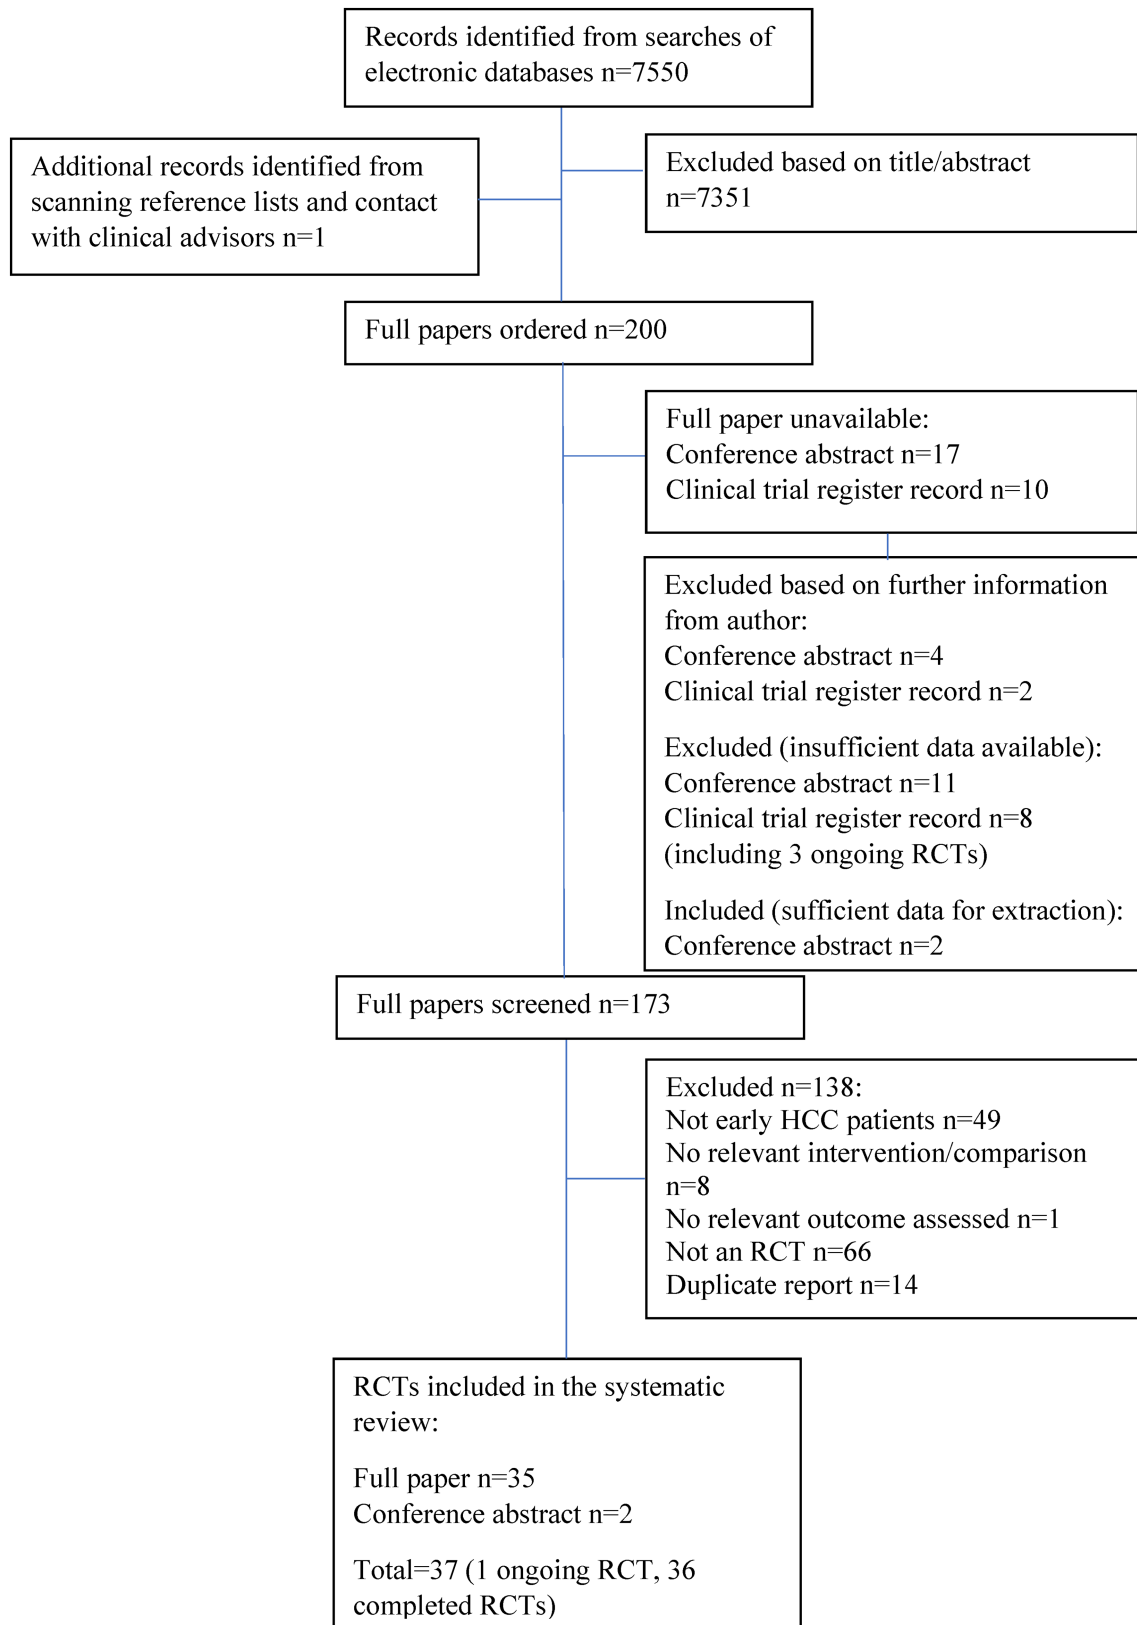 Records identified from searches of
electronic databases n=7550
Additional records identified from
scanning reference lists and contact
with clinical advisors n=1
Excluded based on title/abstract
n=7351
Full papers ordered n=200
Full paper unavailable:
Conference abstract n=17
Clinical trial register record n=10
Excluded based on further information
from author:
Conference abstract n=4
Clinical trial register record n=2
Excluded (insufficient data available):
Conference abstract n=11
Clinical trial register record n=8
(including 3 ongoing RCTs)
Included (sufficient data for extraction):
Conference abstract n=2
Full papers screened n=173
Excluded n=138:
Not early HCC patients n=49
No relevant intervention/comparison
n=8
No relevant outcome assessed n=1
Not an RCT n=66
Duplicate report n=14
RCTs included in the systematic
review:
Full paper n=35
Conference abstract n=2
Total=37 (1 ongoing RCT, 36
completed RCTs)